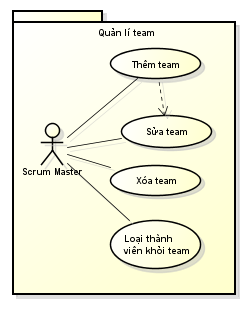 Quản lí team
Thêm team
Sửa team
Scrum Master
Xóa team
Loại thành
viên khỏi team